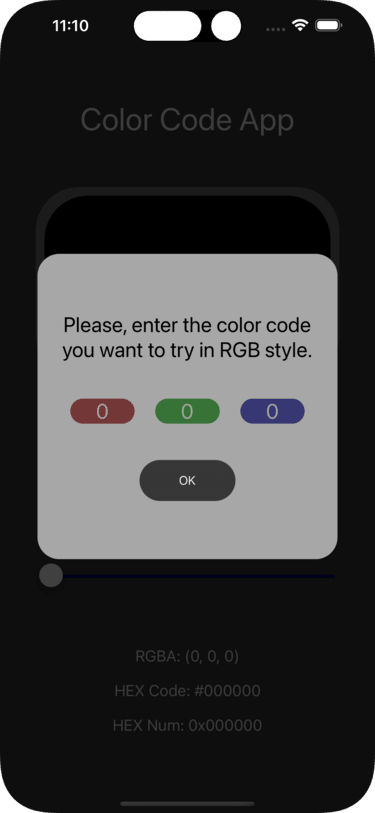 11:10
Color Code App
Please, enter the color code
you want to try in RGB style.
0 0 0
OK
RGBA: (0, 0, 0)
HEX Code: #000000
HEX Num: 0x000000